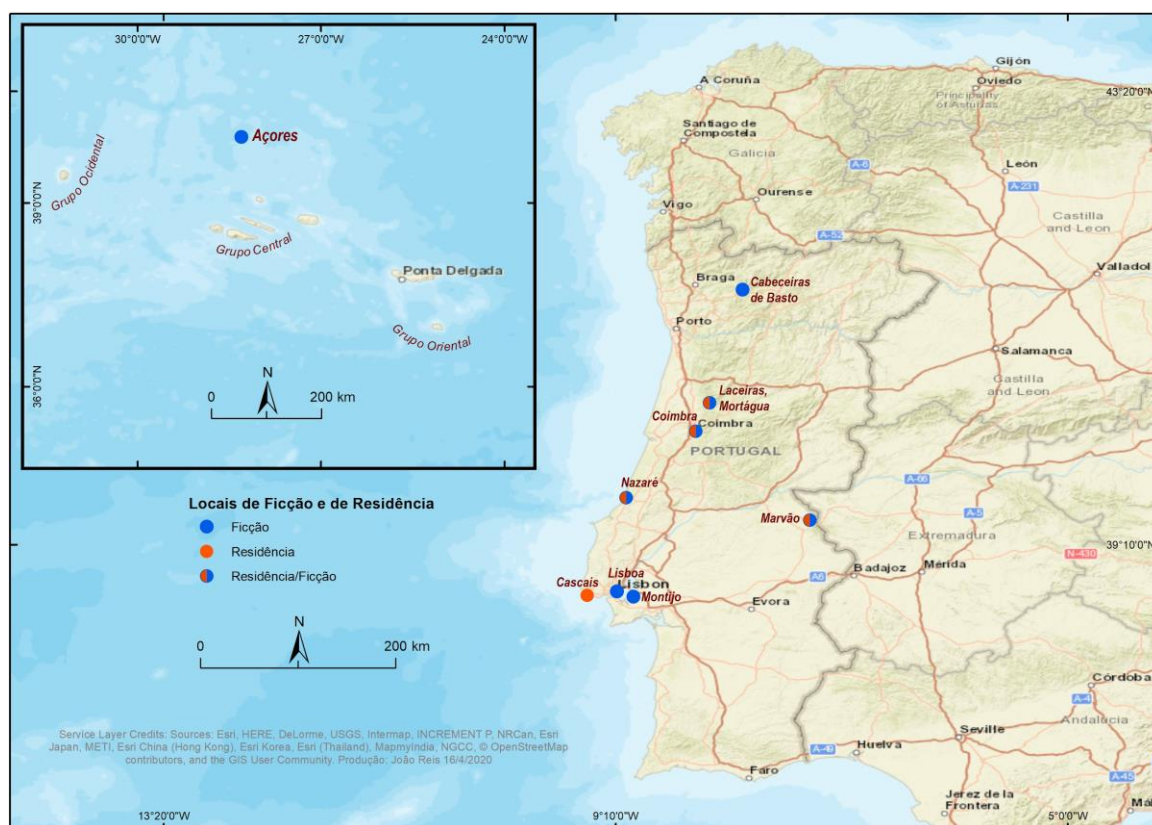 30°0'0"W
27°0'0"W
24°0'0"W
Açores
39°0'0"N
Grupo Ocidental
Grupo Central
Ponta Delgada
Grupo Oriental
36°0'0"N
N
0
200 km
Locais de Ficção e de Residência
Ficção
Residência
Residência/Ficção
N
0
200 km
Gijón
A Coruña
Oviedo
43°20'0"N
Principality
of Asturias
Santiago de
Compostela
Galicia
A-6
León
A-231
Ourense
Vigo
Castilla
and Leon
A-52
Braga
Cabeceiras
de Basto
Valladol
Porto
Salamanca
Laceiras,
Mortágua
Castilla
and León
Coimbra
Coimbra
PORTUGAL
Nazaré
A-66
Marvão
A-5
Extremadura
39°10'0"N
N-430
Lisboa
Lisbon
Cascais
Montijo
A6
Badajoz
Mérida
Evora
Córdoba
A-4
Andalucia
Seville
A-49
Huelva
Faro
A-45
Jerez de la
Frontera
Má
Service Layer Credits: Sources: Esri, HERE, DeLorme, USGS, Intermap, INCREMENT P, NRCan, Esri
Japan, METI, Esri China (Hong Kong), Esri Korea, Esri (Thailand), MapmyIndia, NGCC, © OpenStreetMap
contributors, and the GIS User Community. Produção: João Reis 16/4/2020
13°20'0"W
9°10'0"W
5°0'0"W